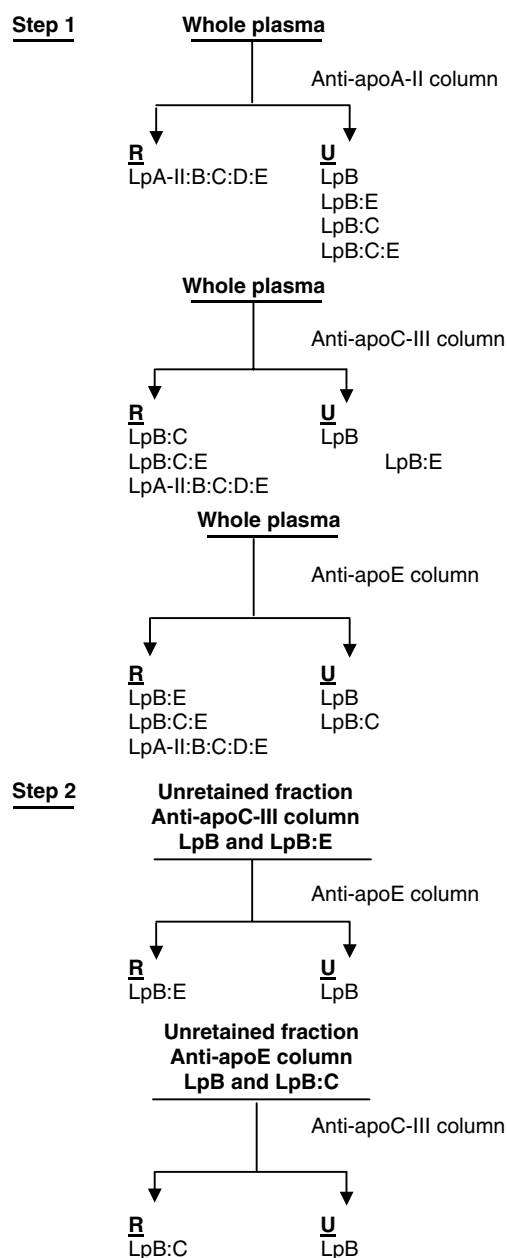 Step 1 Whole plasma
Anti-apoA-II column
R U
LpA-II:B:C:D:E LpB
LpB:E
LpB:C
LpB:C:E
Whole plasma
Anti-apoC-III column
R U
LpB:C LpB
LpB:C:E LpB:E
LpA-II:B:C:D:E
Whole plasma
Anti-apoE column
R U
LpB:E LpB
LpB:C:E LpB:C
LpA-II:B:C:D:E
Step 2 Unretained fraction
Anti-apoC-III column
LpB and LpB:E
Anti-apoE column
R U
LpB:E LpB
Unretained fraction
Anti-apoE column
LpB and LpB:C
Anti-apoC-III column
R U
LpB:C LpB